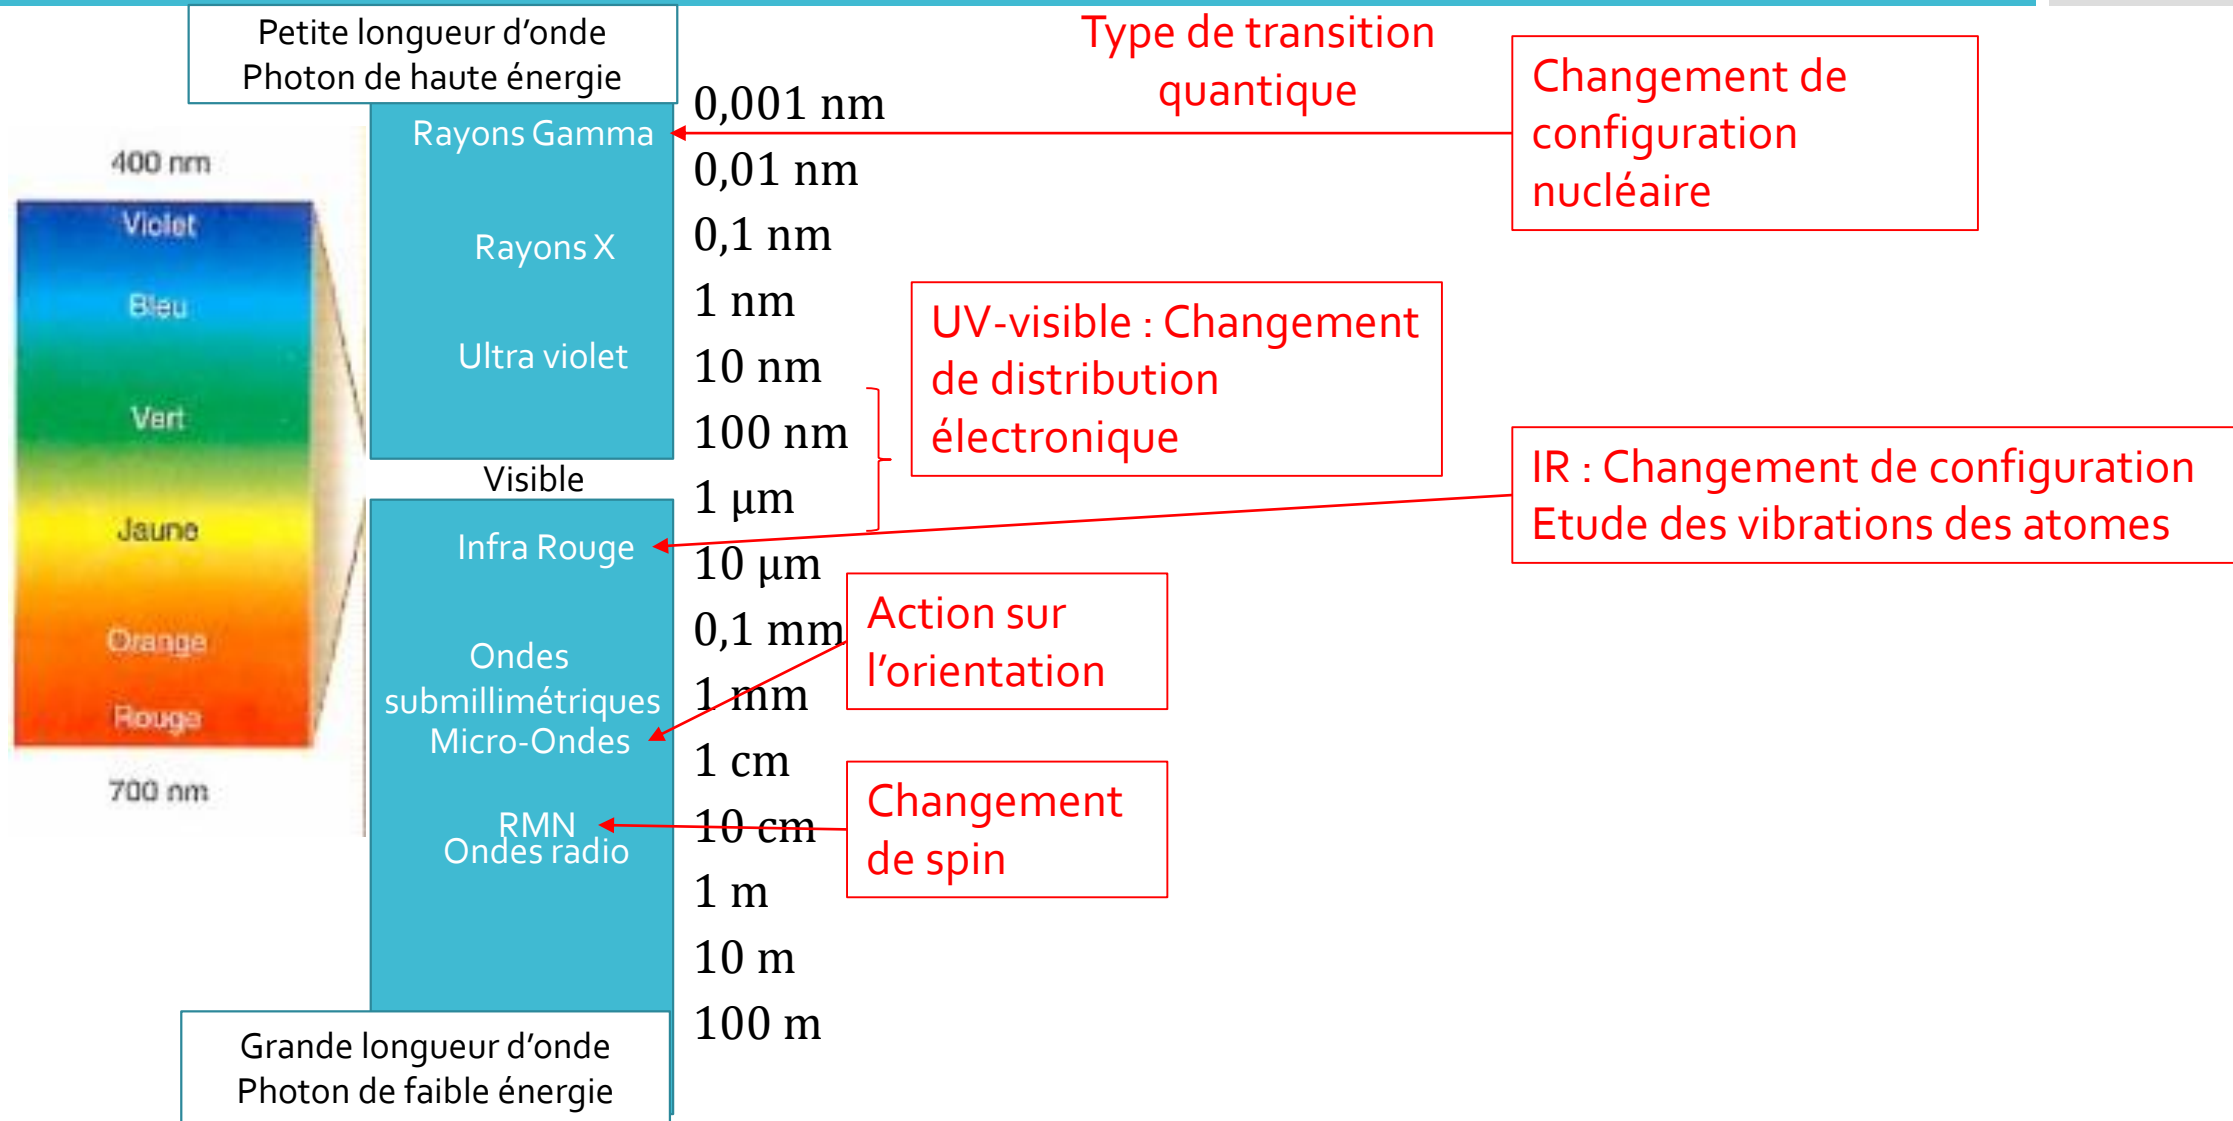 Petite longueur d'onde
Photon de haute énergie
Type de transition
quantique
Changement de
configuration
nucléaire
400 nm
Violet
Bleu
Vert
Jaune
Orange
Rouge
700 nm
Rayons Gamma
Rayons X
Ultra violet
Visible
Infra Rouge
Ondes
submillimétriques
Micro-Ondes
RMN
Ondes radio
0,001 nm
0,01 nm
0,1 nm
1 nm
10 nm
100 nm
1 μm
10 μm
0,1 mm
1 mm
1 cm
10 cm
1 m
10 m
100 m
UV-visible : Changement
de distribution
électronique
IR : Changement de configuration
Etude des vibrations des atomes
Action sur
l'orientation
Changement
de spin
Grande longueur d'onde
Photon de faible énergie